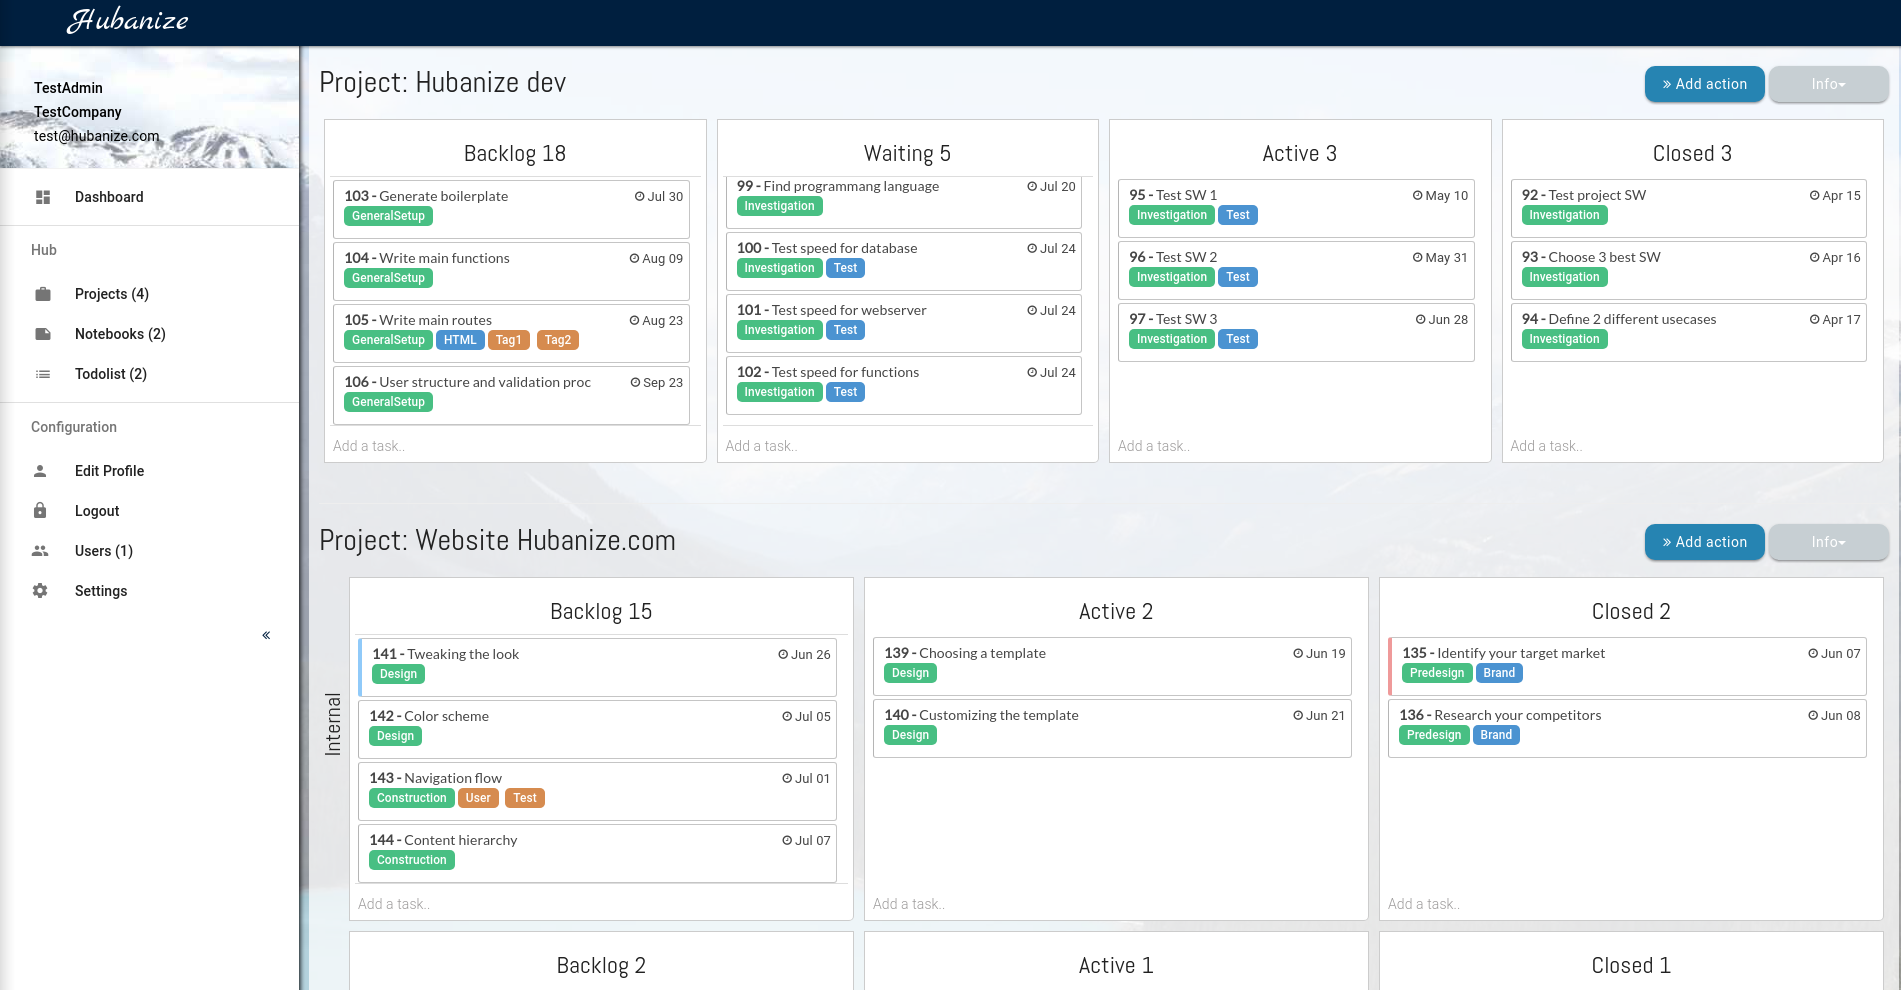 Hubanize
TestAdmin
TestCompany
test@hubanize.com
Dashboard
Hub
Projects (4)
Notebooks (2)
Todolist (2)
Configuration
Edit Profile
Logout
Users (1)
Settings
«
Project: Hubanize dev
» Add action
Info
Backlog 18
103 - Generate boilerplate
Jul 30
GeneralSetup
104 - Write main functions
Aug 09
GeneralSetup
105 - Write main routes
Aug 23
GeneralSetup HTML Tag1 Tag2
106 - User structure and validation proc
Sep 23
GeneralSetup
Add a task..
Waiting 5
99 - Find programmang language
Jul 20
Investigation
100 - Test speed for database
Jul 24
Investigation Test
101 - Test speed for webserver
Jul 24
Investigation Test
102 - Test speed for functions
Jul 24
Investigation Test
Add a task..
Active 3
95 - Test SW 1
May 10
Investigation Test
96 - Test SW 2
May 31
Investigation Test
97 - Test SW 3
Jun 28
Investigation Test
Add a task..
Closed 3
92 - Test project SW
Apr 15
Investigation
93 - Choose 3 best SW
Apr 16
Investigation
94 - Define 2 different usecases
Apr 17
Investigation
Add a task..
Project: Website Hubanize.com
» Add action
Info
Internal
Backlog 15
141 - Tweaking the look
Jun 26
Design
142 - Color scheme
Jul 05
Design
143 - Navigation flow
Jul 01
Construction User Test
144 - Content hierarchy
Jul 07
Construction
Add a task..
Active 2
139 - Choosing a template
Jun 19
Design
140 - Customizing the template
Jun 21
Design
Add a task..
Closed 2
135 - Identify your target market
Jun 07
Predesign Brand
136 - Research your competitors
Jun 08
Predesign Brand
Add a task..
Backlog 2
Active 1
Closed 1